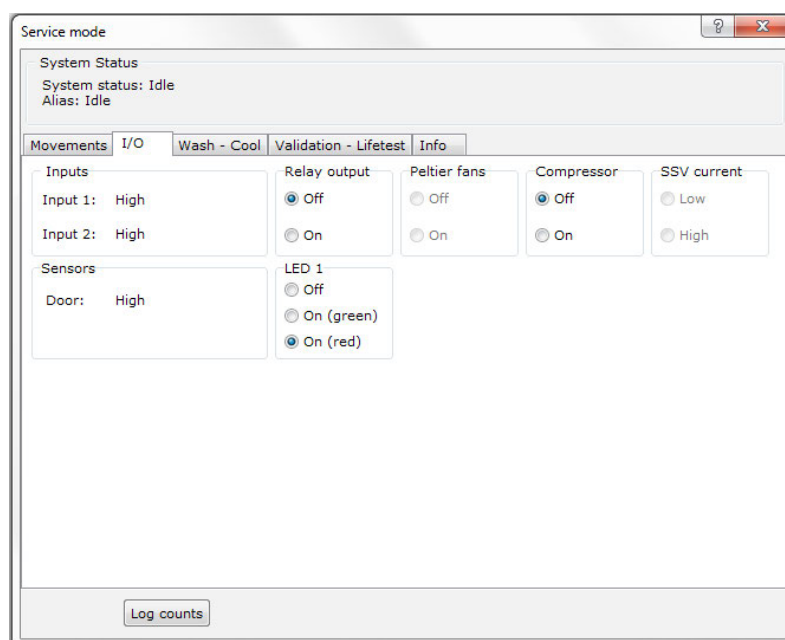 Service mode
?
System Status
System status: Idle
Alias: Idle
Movements I/O Wash - Cool Validation - Lifetest Info
Inputs Relay output Peltier fans Compressor SSV current
Input 1: High Off Off Off Low
Input 2: High On On On High
Sensors LED 1
Off
Door: High
On (green)
On (red)
Log counts